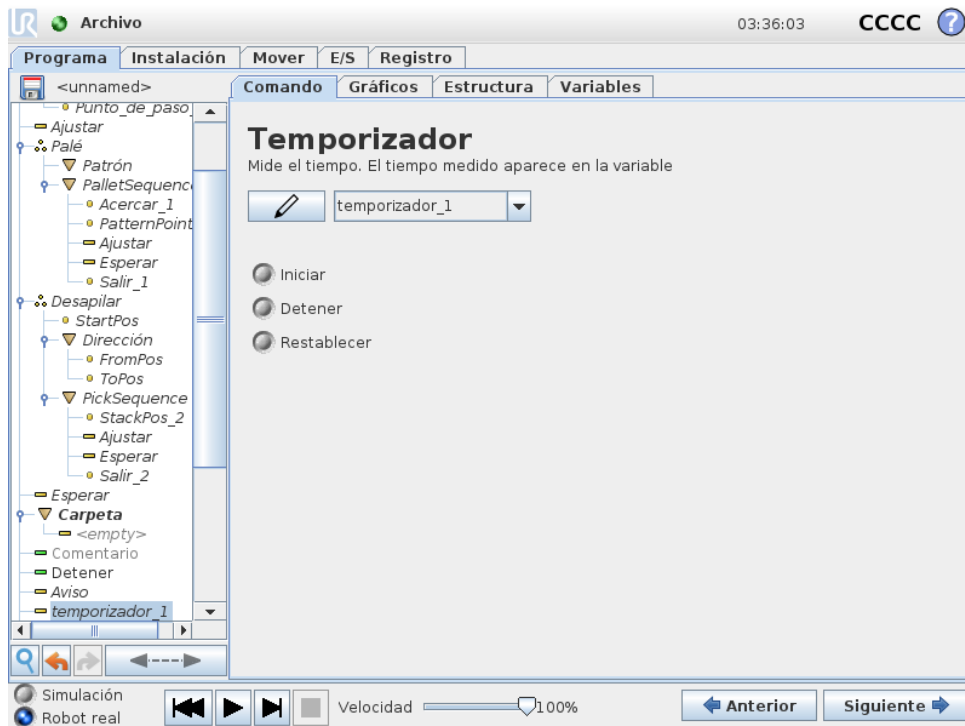 UR Archivo 03:36:03 CCCC ?
Programa Instalación Mover E/S Registro
<unnamed> Comando Gráficos Estructura Variables
Punto_de_paso_
Ajustar
Palé
Patrón
PalletSequenc
Acercar_1
PatternPoint
Ajustar
Esperar
Salir_1
Desapilar
StartPos
Dirección
FromPos
ToPos
PickSequence
StackPos_2
Ajustar
Esperar
Salir_2
Esperar
Carpeta
<empty>
Comentario
Detener
Aviso
temporizador_1
Temporizador
Mide el tiempo. El tiempo medido aparece en la variable
temporizador_1
Iniciar
Detener
Restablecer
Simulación
Robot real
Velocidad 100%
Anterior Siguiente